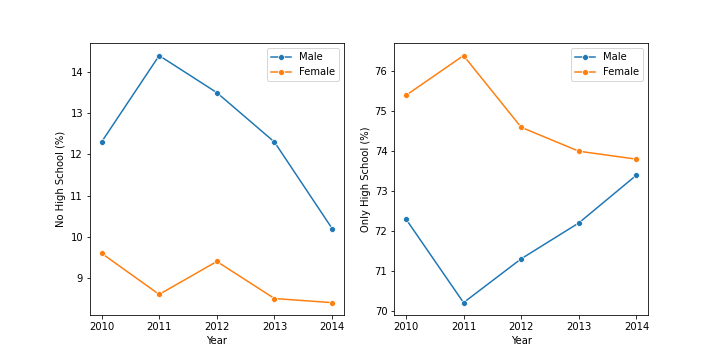 No High School (%)
14
13
12
11
10
9
2010 2011 2012 2013 2014
Year
Male
Female
Only High School (%)
76
75
74
73
72
71
70
2010 2011 2012 2013 2014
Year
Male
Female